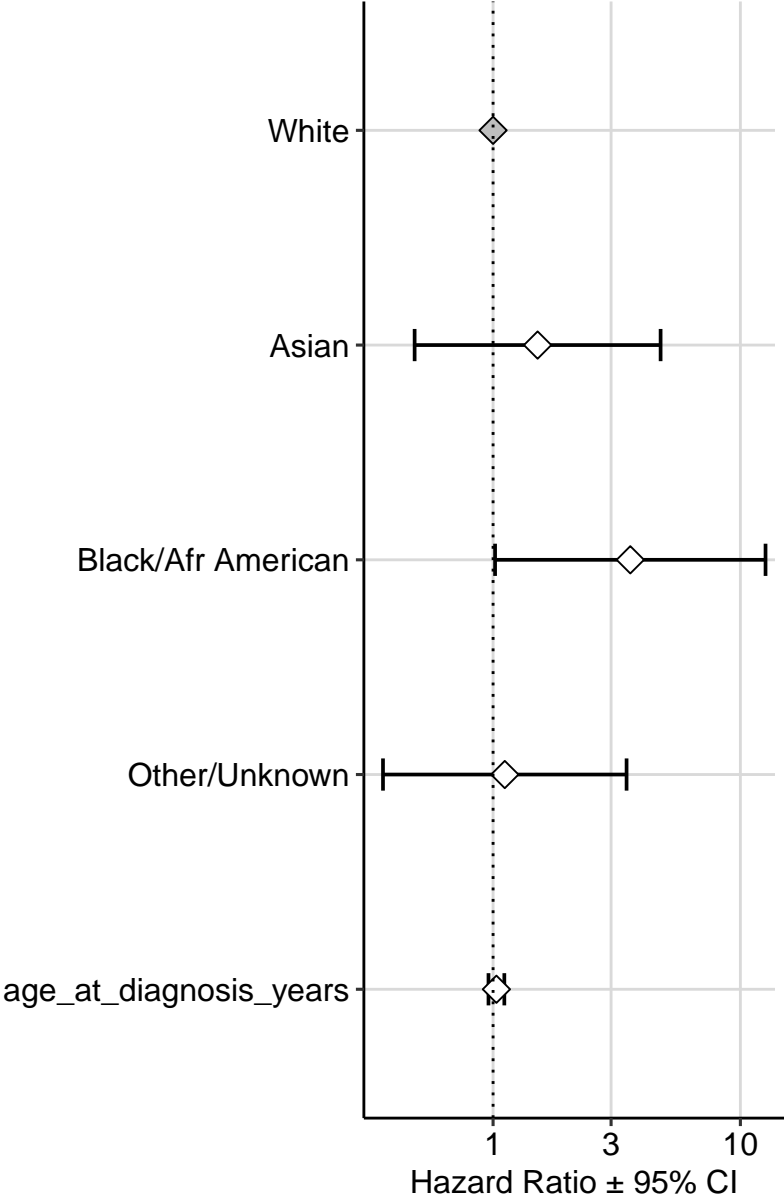 White
Asian
Black/Afr American
Other/Unknown
age_at_diagnosis_years
1 3 10
Hazard Ratio ± 95% CI